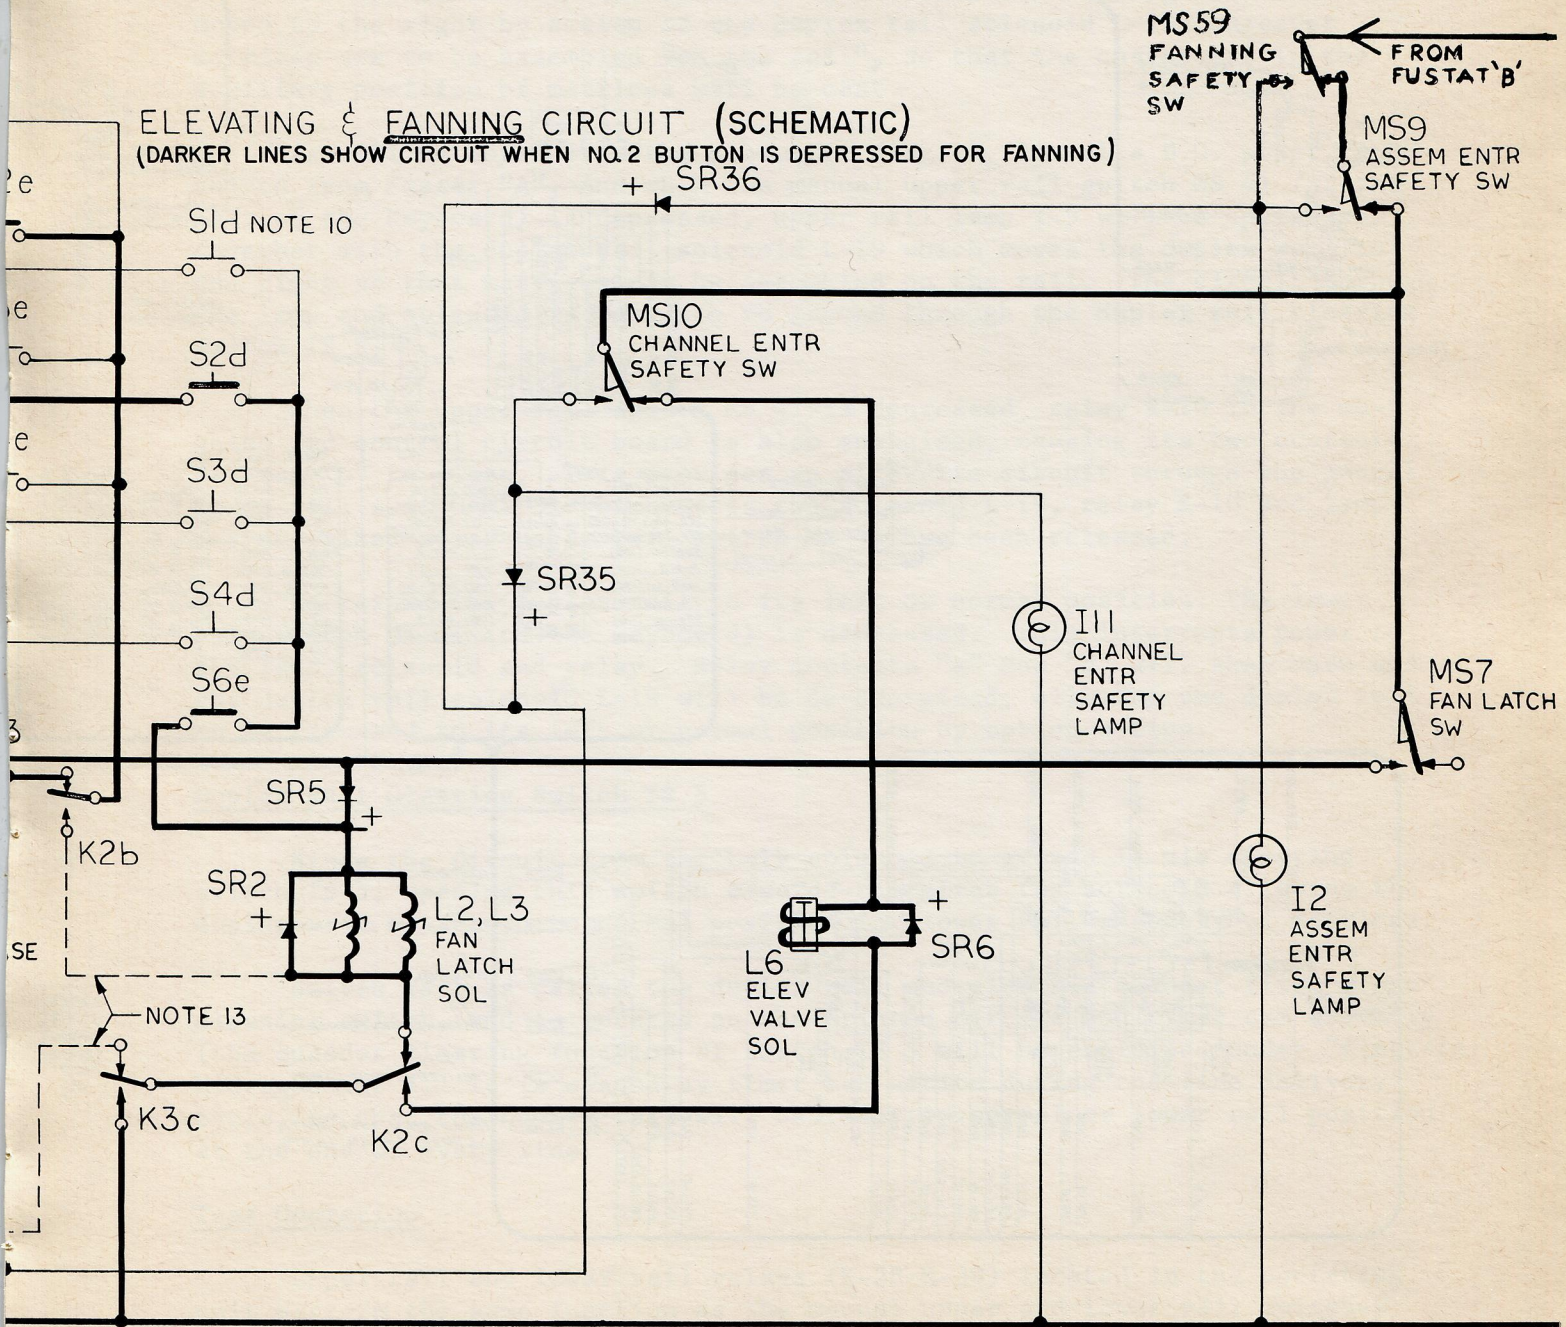 MS59
FANNING
SAFETY
SW
FROM
FUSTAT 'B'
ELEVATING & FANNING CIRCUIT (SCHEMATIC)
(DARKER LINES SHOW CIRCUIT WHEN NO.2 BUTTON IS DEPRESSED FOR FANNING)
MS9
ASSEM ENTR
SAFETY SW
+ SR36
S1d NOTE 10
MS10
CHANNEL ENTR
SAFETY SW
S2d
e
e
e
S3d
SR35
+
S4d
I11
CHANNEL
ENTR
SAFETY
LAMP
S6e
MS7
FAN LATCH
SW
3
SR5
+
K2b
SR2
+
L2, L3
FAN
LATCH
SOL
+
SR6
L6
ELEV
VALVE
SOL
I2
ASSEM
ENTR
SAFETY
LAMP
SE
NOTE 13
K3c
K2c